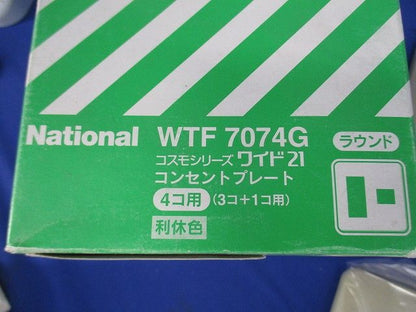 National WTF 7074G ラウンド
コスモシリーズ ワイド21
コンセントプレート
4コ用 (3コ+1コ用)
利休色